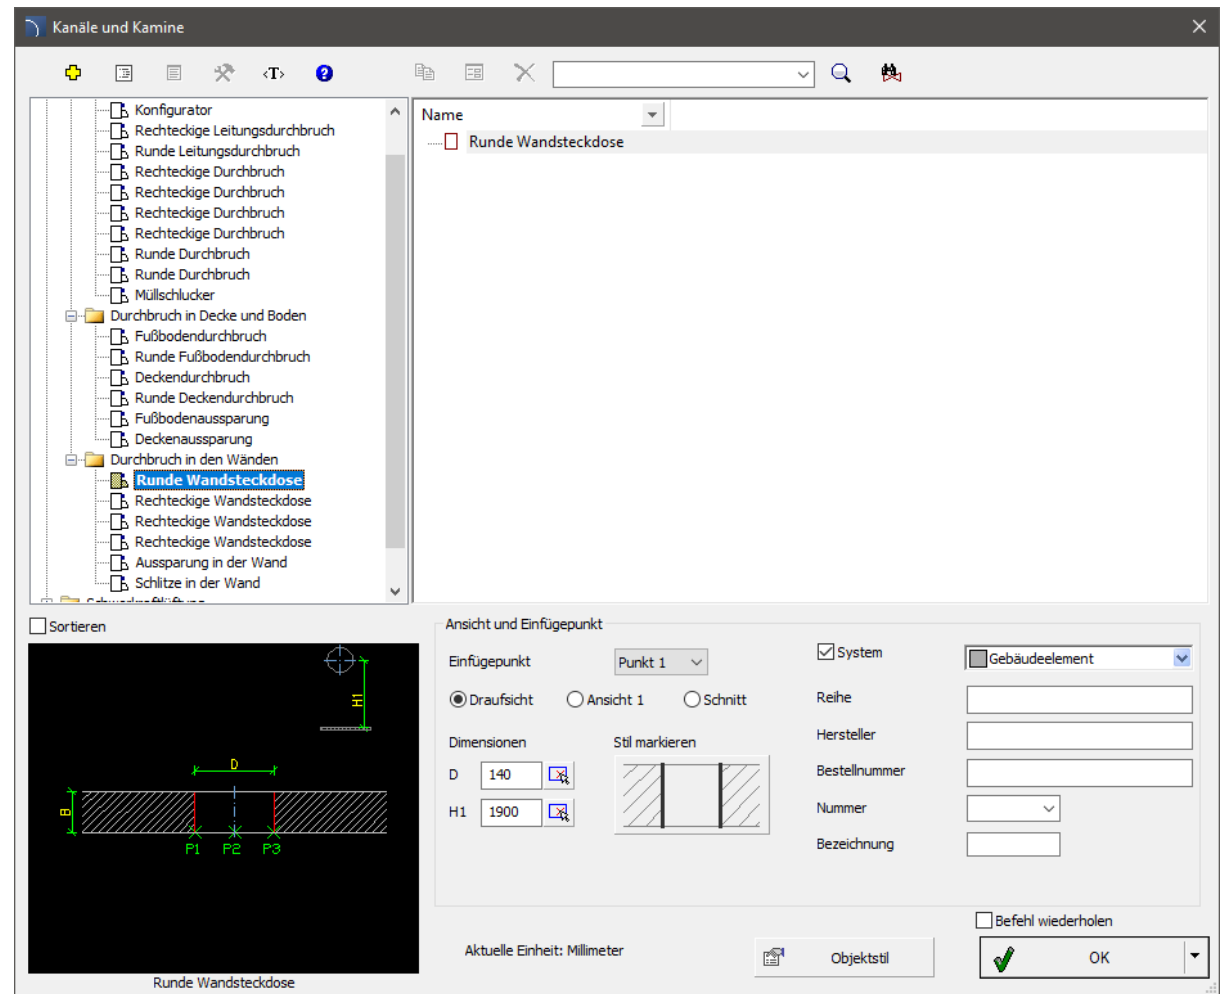 Kanäle und Kamine
‹T›
?
Konfigurator
Rechteckige Leitungsdurchbruch
Runde Leitungsdurchbruch
Rechteckige Durchbruch
Rechteckige Durchbruch
Rechteckige Durchbruch
Rechteckige Durchbruch
Runde Durchbruch
Runde Durchbruch
Müllschlucker
Durchbruch in Decke und Boden
Fußbodendurchbruch
Runde Fußbodendurchbruch
Deckendurchbruch
Runde Deckendurchbruch
Fußbodenaussparung
Deckenaussparung
Durchbruch in den Wänden
Runde Wandsteckdose
Rechteckige Wandsteckdose
Rechteckige Wandsteckdose
Rechteckige Wandsteckdose
Aussparung in der Wand
Schlitze in der Wand
Name
Runde Wandsteckdose
Sortieren
H1
D
B
P1 P2 P3
Runde Wandsteckdose
Ansicht und Einfügepunkt
Einfügepunkt Punkt 1
Draufsicht Ansicht 1 Schnitt
Dimensionen Stil markieren
D 140
H1 1900
System Gebäudeelement
Reihe
Hersteller
Bestellnummer
Nummer
Bezeichnung
Befehl wiederholen
Aktuelle Einheit: Millimeter
Objektstil
OK